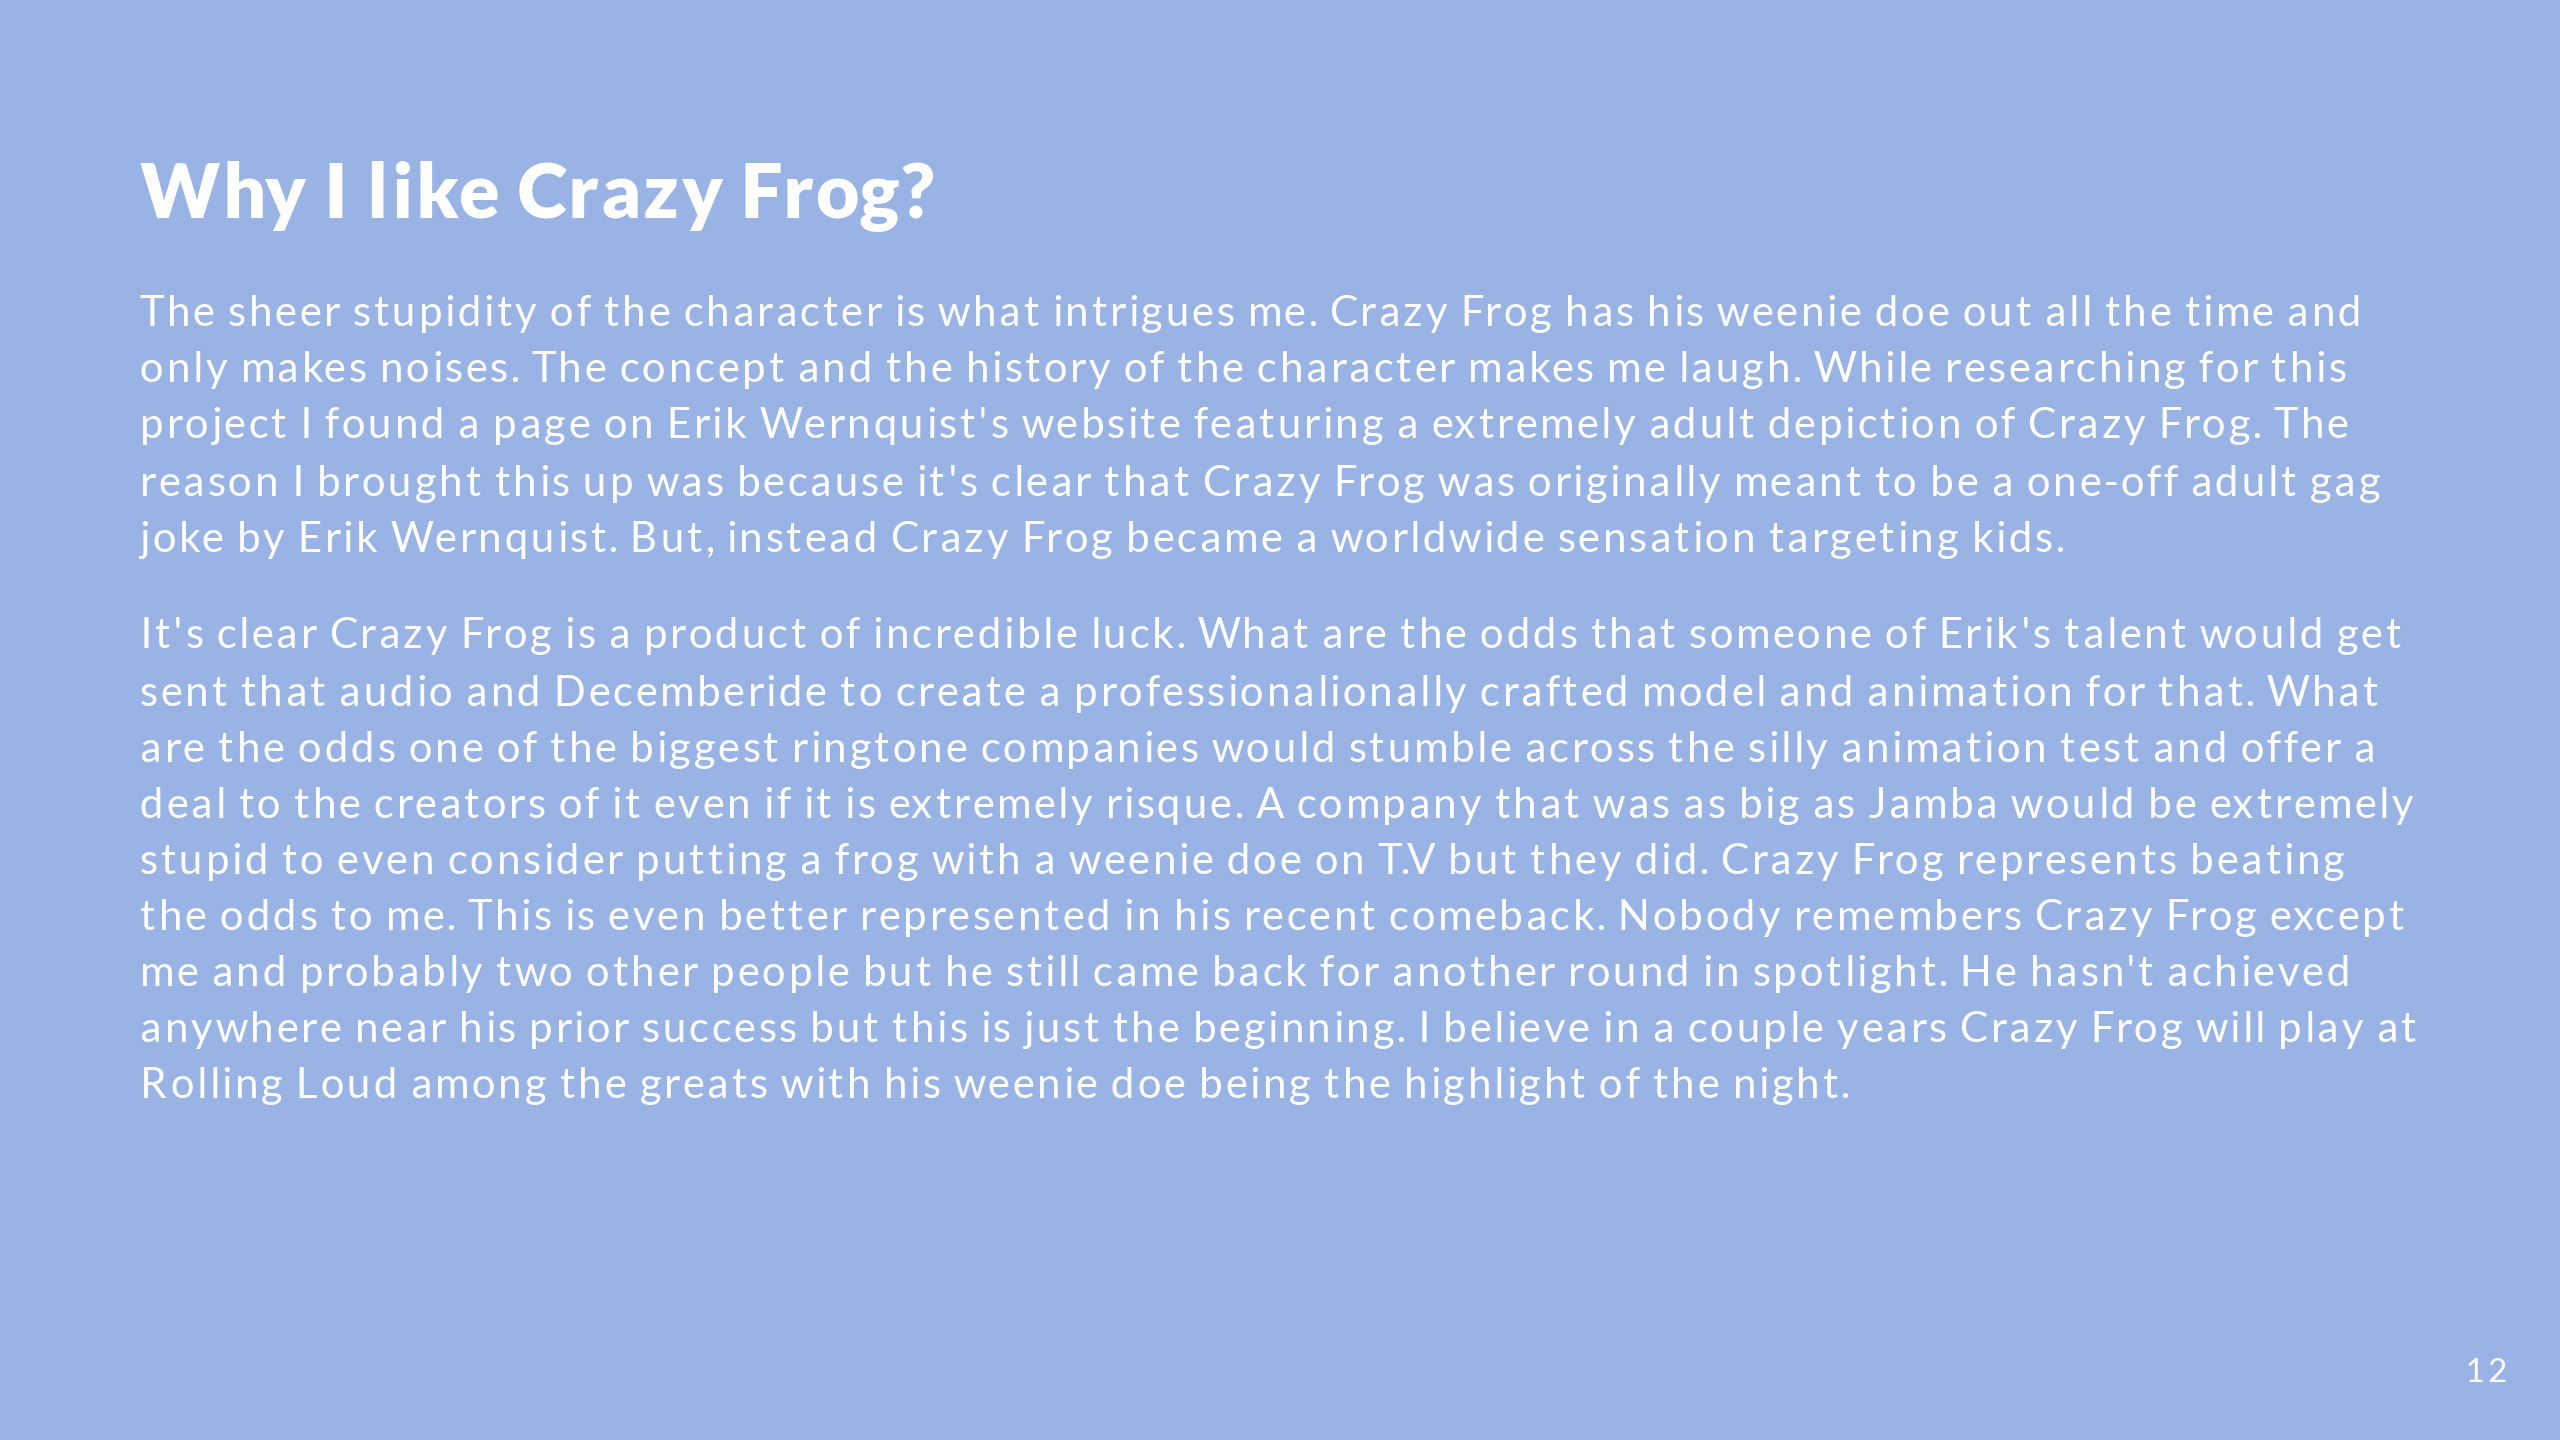 Why I like Crazy Frog?
The sheer stupidity of the character is what intrigues me. Crazy Frog has his weenie doe out all the time and
only makes noises. The concept and the history of the character makes me laugh. While researching for this
project I found a page on Erik Wernquist's website featuring a extremely adult depiction of Crazy Frog. The
reason I brought this up was because it's clear that Crazy Frog was originally meant to be a one-off adult gag
joke by Erik Wernquist. But, instead Crazy Frog became a worldwide sensation targeting kids.
It's clear Crazy Frog is a product of incredible luck. What are the odds that someone of Erik's talent would get
sent that audio and Decemberide to create a professionalionally crafted model and animation for that. What
are the odds one of the biggest ringtone companies would stumble across the silly animation test and offer a
deal to the creators of it even if it is extremely risque. A company that was as big as Jamba would be extremely
stupid to even consider putting a frog with a weenie doe on T.V but they did. Crazy Frog represents beating
the odds to me. This is even better represented in his recent comeback. Nobody remembers Crazy Frog except
me and probably two other people but he still came back for another round in spotlight. He hasn't achieved
anywhere near his prior success but this is just the beginning. I believe in a couple years Crazy Frog will play at
Rolling Loud among the greats with his weenie doe being the highlight of the night.
12